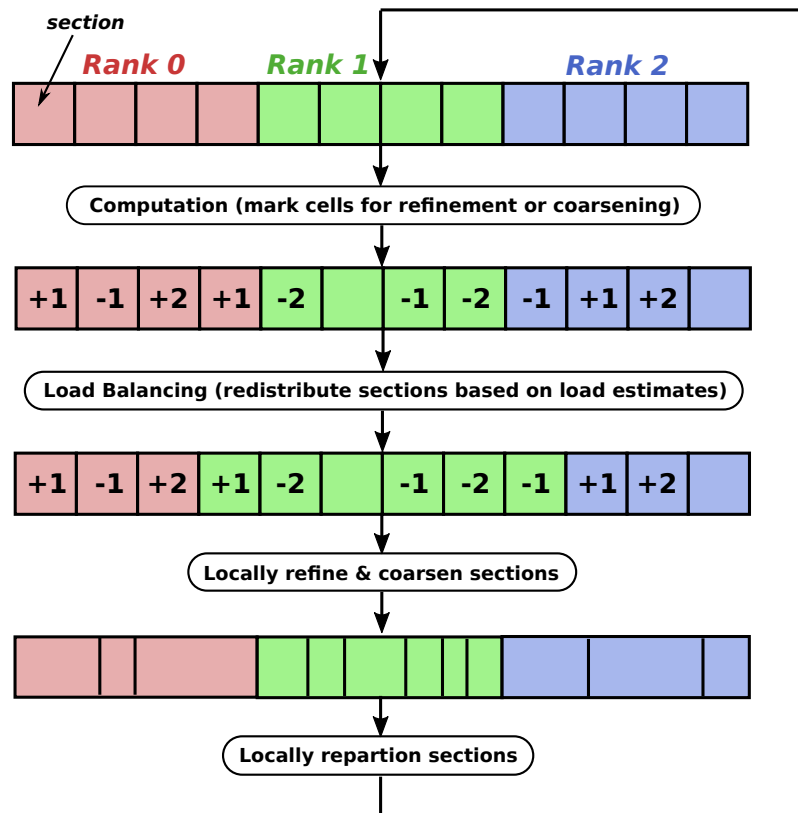 section
Rank 0 Rank 1 Rank 2
Computation (mark cells for refinement or coarsening)
+1 -1 +2 +1 -2 -1 -2 -1 +1 +2
Load Balancing (redistribute sections based on load estimates)
+1 -1 +2 +1 -2 -1 -2 -1 +1 +2
Locally refine & coarsen sections
Locally repartion sections